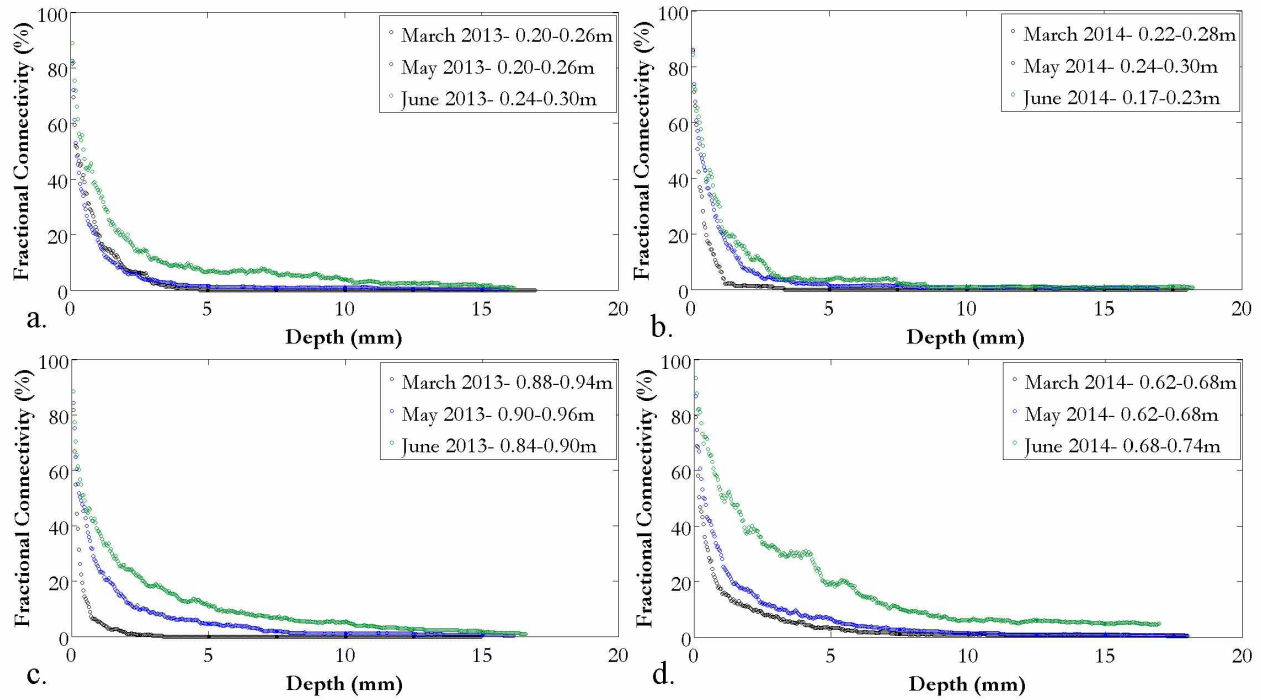 Fractional Connectivity (%)
100
80
60
40
20
0
March 2013- 0.20-0.26m
May 2013- 0.20-0.26m
June 2013- 0.24-0.30m
0 5 10 15 20
Depth (mm)
a.
Fractional Connectivity (%)
100
80
60
40
20
0
March 2014- 0.22-0.28m
May 2014- 0.24-0.30m
June 2014- 0.17-0.23m
0 5 10 15 20
Depth (mm)
b.
Fractional Connectivity (%)
100
80
60
40
20
0
March 2013- 0.88-0.94m
May 2013- 0.90-0.96m
June 2013- 0.84-0.90m
0 5 10 15 20
Depth (mm)
c.
Fractional Connectivity (%)
100
80
60
40
20
0
March 2014- 0.62-0.68m
May 2014- 0.62-0.68m
June 2014- 0.68-0.74m
0 5 10 15 20
Depth (mm)
d.